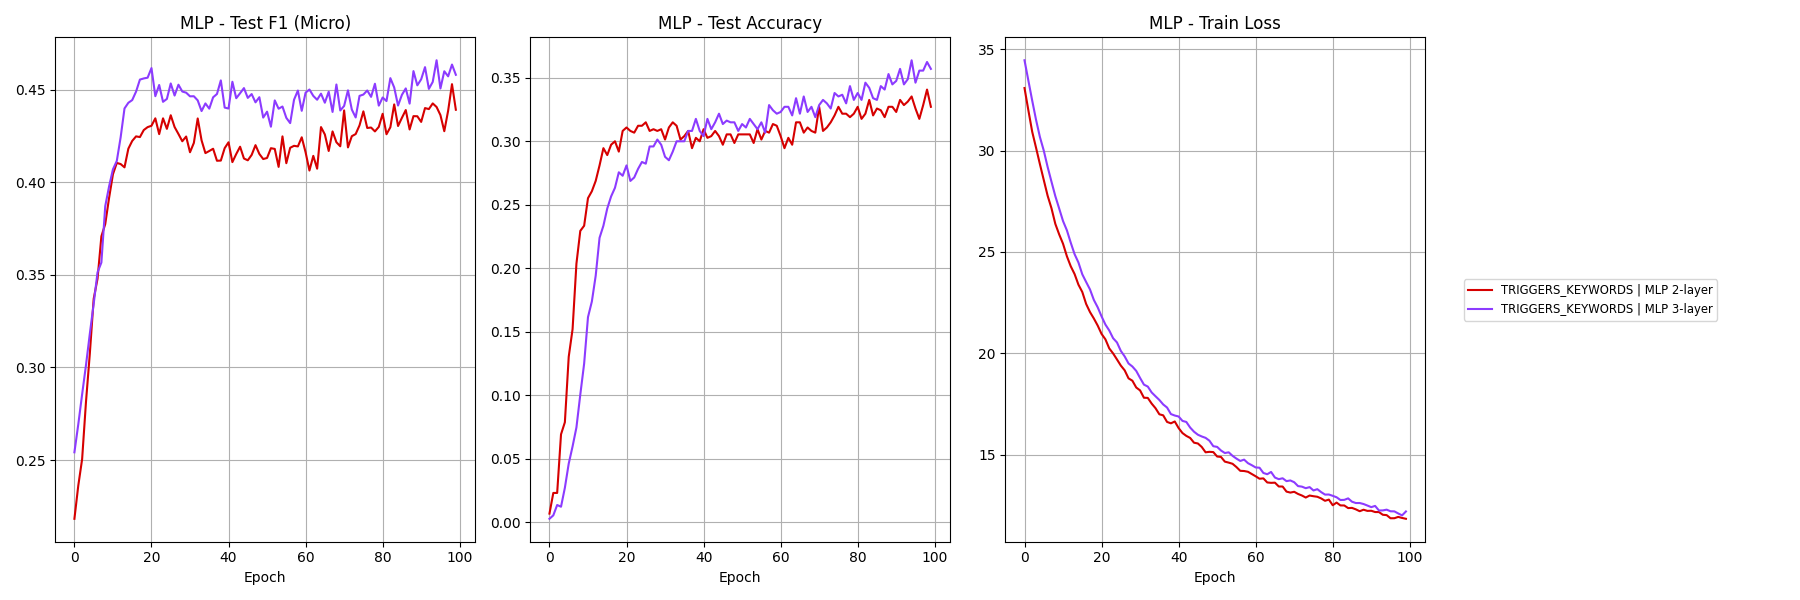 MLP - Test F1 (Micro)
0.45
0.40
0.35
0.30
0.25
0 20 40 60 80 100
Epoch
MLP - Test Accuracy
0.35
0.30
0.25
0.20
0.15
0.10
0.05
0.00
0 20 40 60 80 100
Epoch
MLP - Train Loss
35
30
25
20
15
0 20 40 60 80 100
Epoch
TRIGGERS_KEYWORDS | MLP 2-layer
TRIGGERS_KEYWORDS | MLP 3-layer